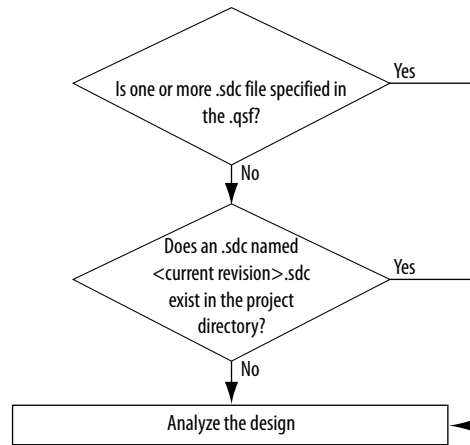 Is one or more .sdc file specified in
the .qsf?
Yes
No
Does an .sdc named
<current revision>.sdc
exist in the project
directory?
Yes
No
Analyze the design